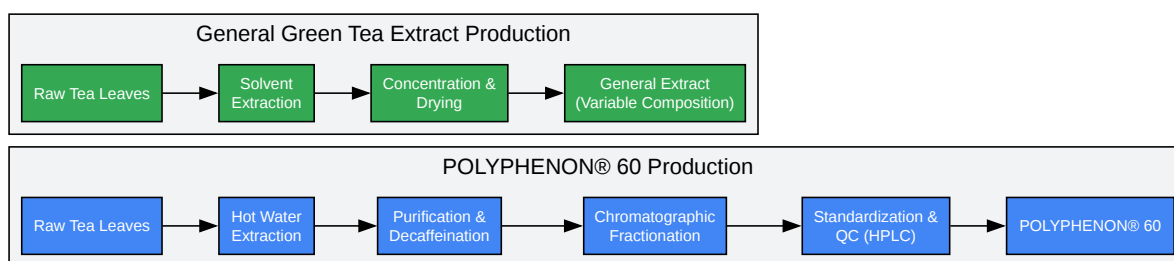 General Green Tea Extract Production
Raw Tea Leaves
Solvent
Extraction
Concentration &
Drying
General Extract
(Variable Composition)
POLYPHENON® 60 Production
Raw Tea Leaves
Hot Water
Extraction
Purification &
Decaffeination
Chromatographic
Fractionation
Standardization &
QC (HPLC)
POLYPHENON® 60